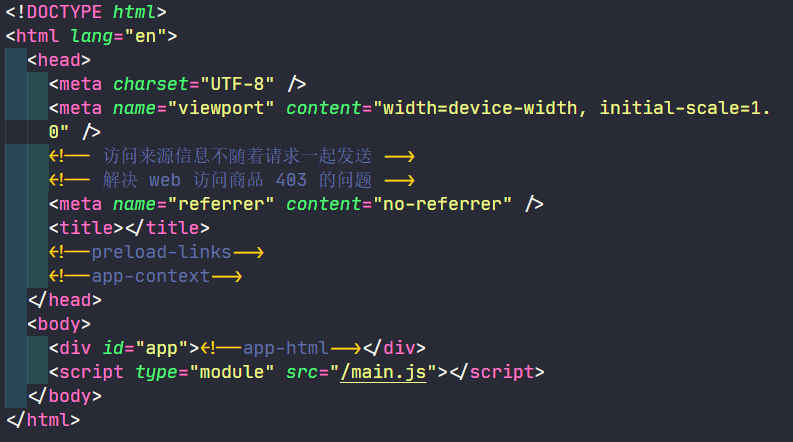 <!DOCTYPE html>
<html lang="en">
<head>
<meta charset="UTF-8" />
<meta name="viewport" content="width=device-width, initial-scale=1.
0" />
<!-- 访问来源信息不随着请求一起发送 -->
<!-- 解决 web 访问商品 403 的问题 -->
<meta name="referrer" content="no-referrer" />
<title></title>
<!--preload-links-->
<!--app-context-->
</head>
<body>
<div id="app"><!--app-html--></div>
<script type="module" src="/main.js"></script>
</body>
</html>